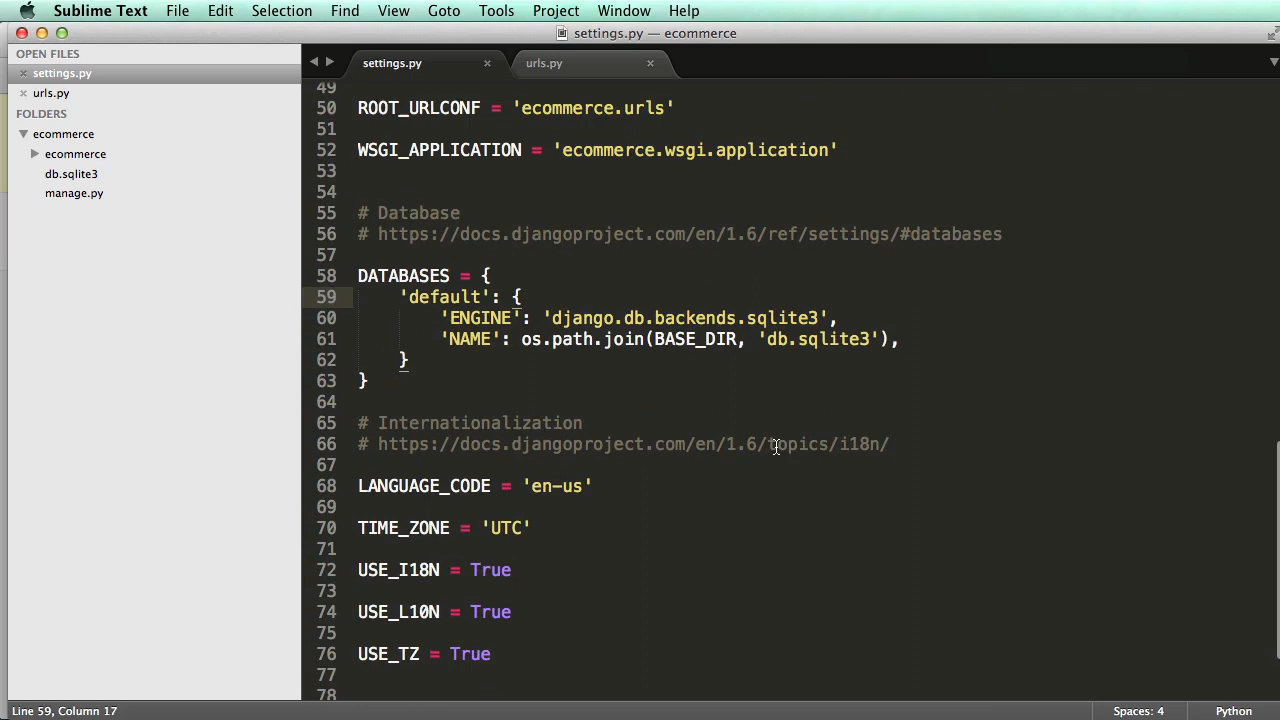 Sublime Text File Edit Selection Find View Goto Tools Project Window Help
settings.py — ecommerce
OPEN FILES
settings.py
urls.py
FOLDERS
ecommerce
ecommerce
db.sqlite3
manage.py
settings.py urls.py
49
50 ROOT_URLCONF = 'ecommerce.urls'
51
52 WSGI_APPLICATION = 'ecommerce.wsgi.application'
53
54
55 # Database
56 # https://docs.djangoproject.com/en/1.6/ref/settings/#databases
57
58 DATABASES = {
59 'default': {
60 'ENGINE': 'django.db.backends.sqlite3',
61 'NAME': os.path.join(BASE_DIR, 'db.sqlite3'),
62 }
63 }
64
65 # Internationalization
66 # https://docs.djangoproject.com/en/1.6/topics/i18n/
67
68 LANGUAGE_CODE = 'en-us'
69
70 TIME_ZONE = 'UTC'
71
72 USE_I18N = True
73
74 USE_L10N = True
75
76 USE_TZ = True
77
78
Line 59, Column 17 Spaces: 4 Python